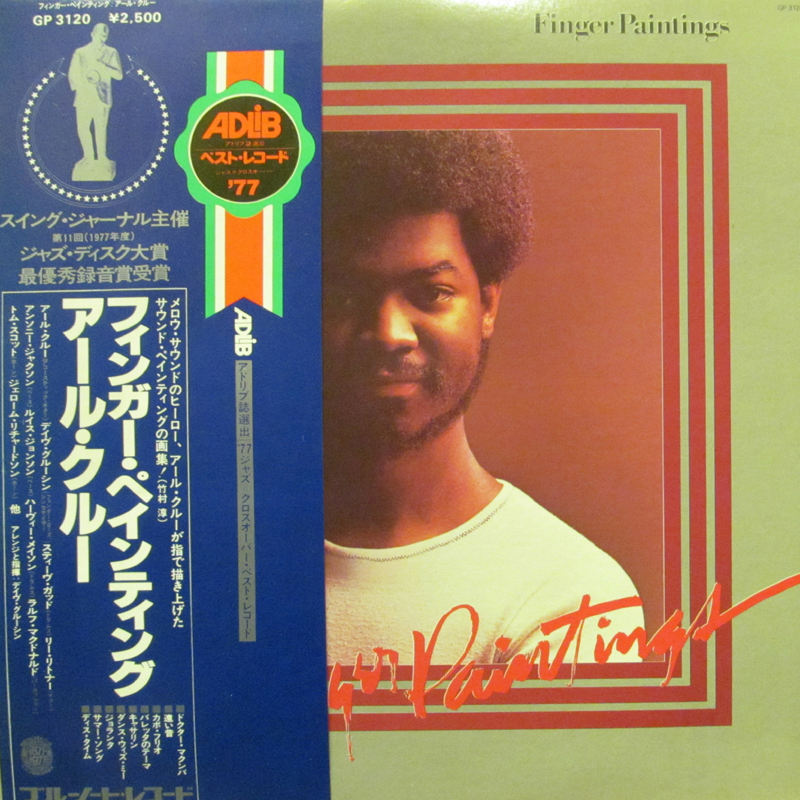 フィンガー・ペインティング／アール・クルー
GP 3120 ¥2,500
スイング・ジャーナル主催
第11回(1977年度)
ジャズ・ディスク大賞
最優秀録音賞受賞
ADLiB
アドリブ誌選出
ベスト・レコード
'77
ADLiB
アドリブ誌選出 '77ジャズ クロスオーバー・ベスト・レコード
メロウ・サウンドのヒーロー、アール・クルーが指で描き上げた
サウンド・ペインティングの画集！(竹村 淳)
フィンガー・ペインティング
アール・クルー
アール・クルー デイヴ・グルーシン スティーヴ・ガッド リー・リトナー
アンソニー・ジャクソン ルイス・ジョンソン ハーヴィー・メイソン ラルフ・マクドナルド
トム・スコット ジェローム・リチャードソン 他 アレンジと指揮：デイヴ・グルーシン
ドクター・マクンバ
遠い昔
カボ・フリオ
バレッタのテーマ
キャサリン
ダンス・ウィズ・ミー
ジョランダ
サマー・ソング
ディス・タイム
Finger Paintings
ger Paintings